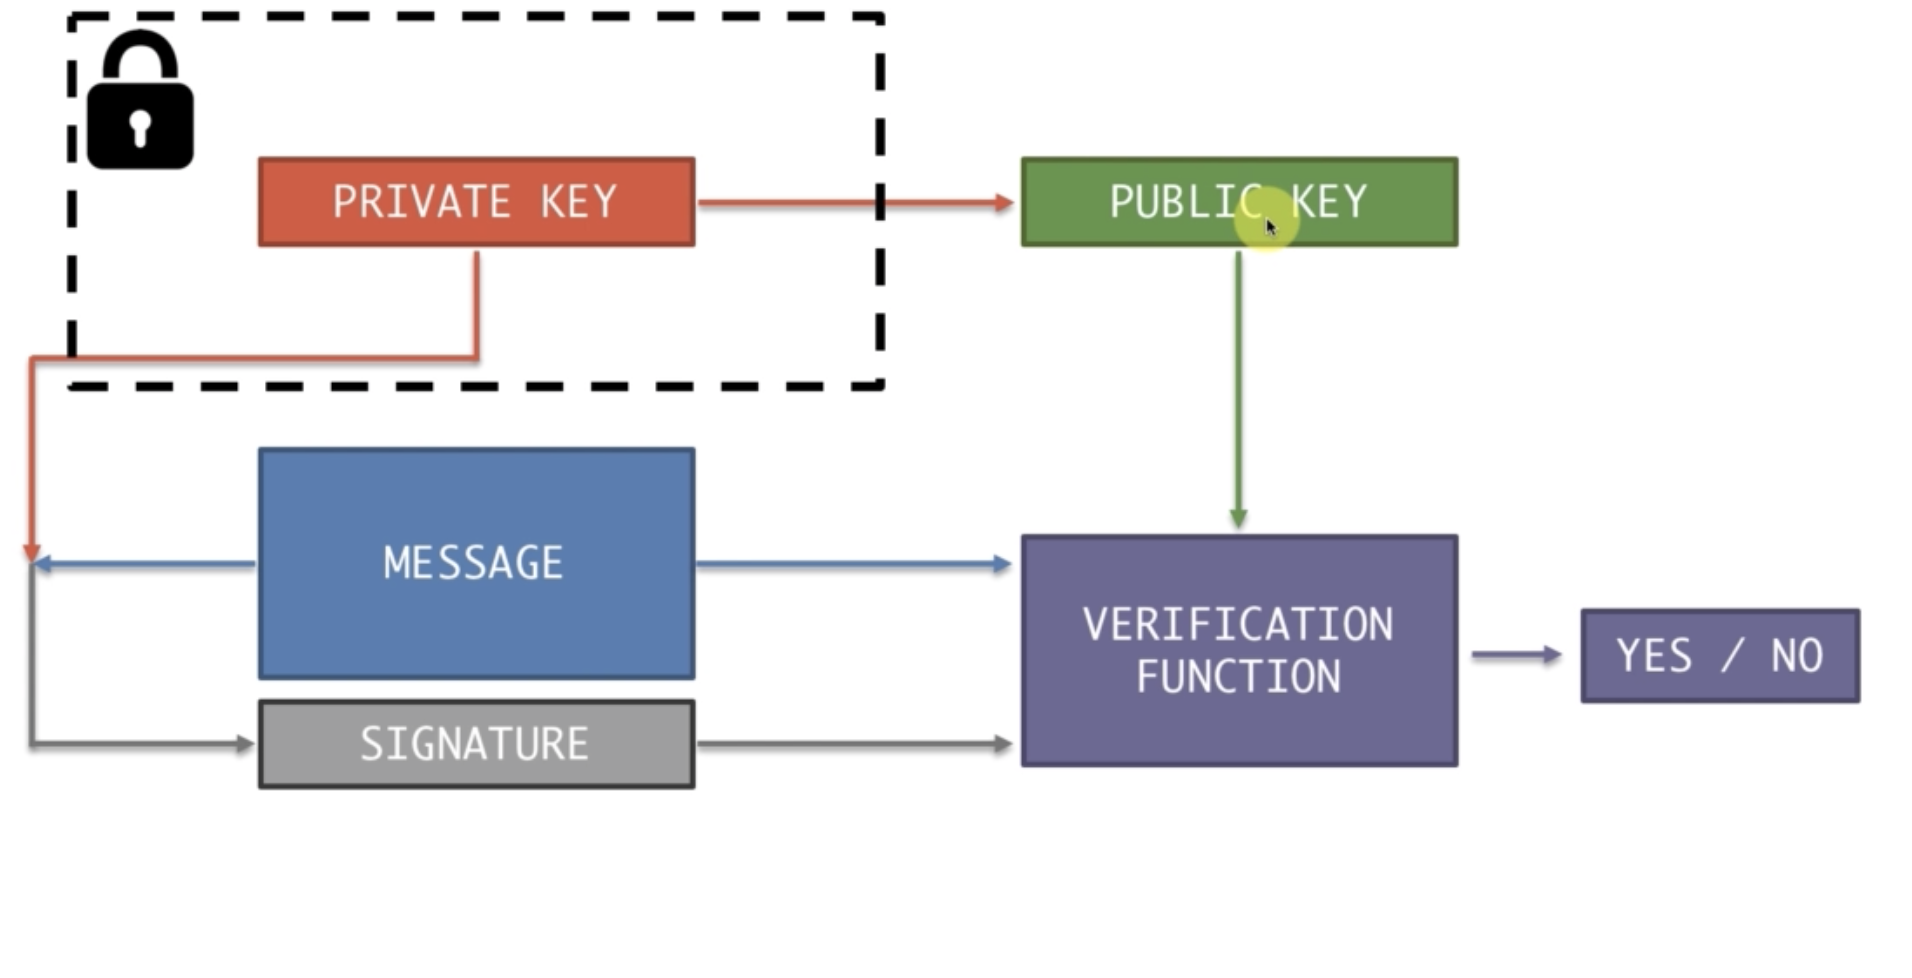 PRIVATE KEY
PUBLIC KEY
MESSAGE
VERIFICATION
FUNCTION
YES / NO
SIGNATURE